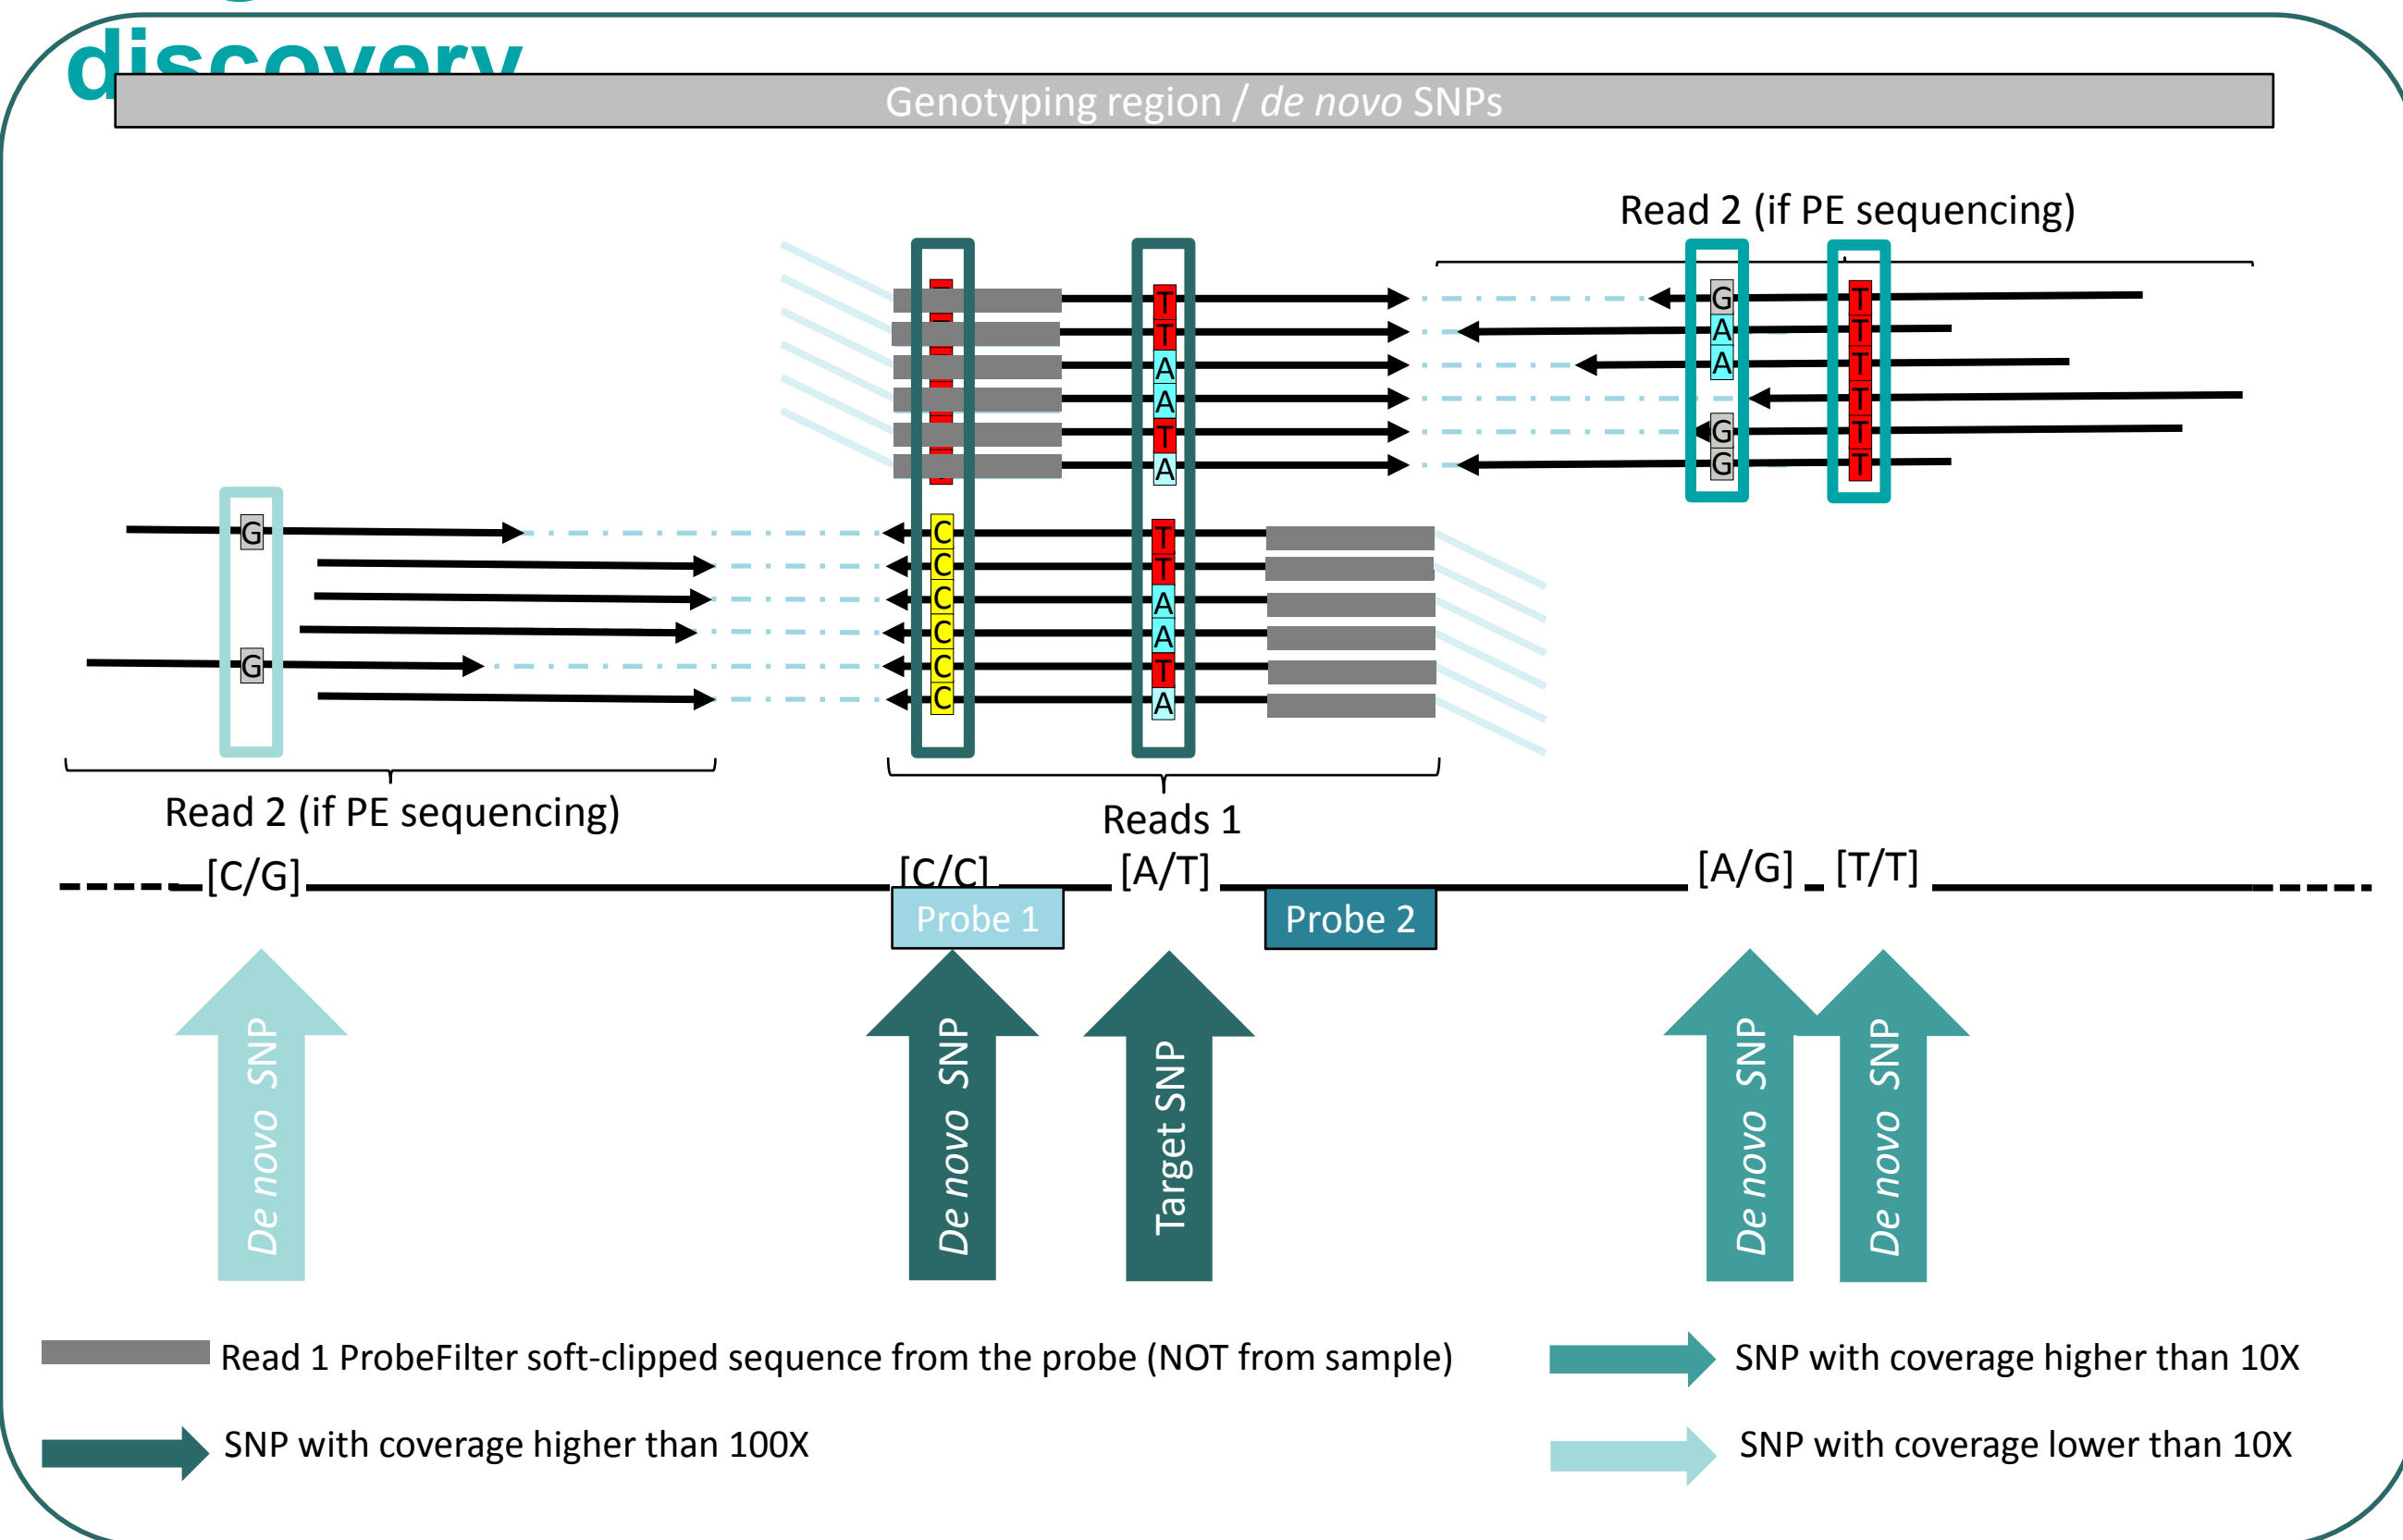 discovery
Genotyping region / de novo SNPs
Read 2 (if PE sequencing)
T
T
A
A
T
A
G
A
A
G
G
T
T
T
T
T
T
G
G
C
C
C
C
C
C
T
T
A
A
T
A
Read 2 (if PE sequencing)
Reads 1
[C/G] [C/C] [A/T] [A/G] [T/T]
Probe 1 Probe 2
De novo SNP
De novo SNP
Target SNP
De novo SNP
De novo SNP
Read 1 ProbeFilter soft-clipped sequence from the probe (NOT from sample)
SNP with coverage higher than 10X
SNP with coverage higher than 100X
SNP with coverage lower than 10X